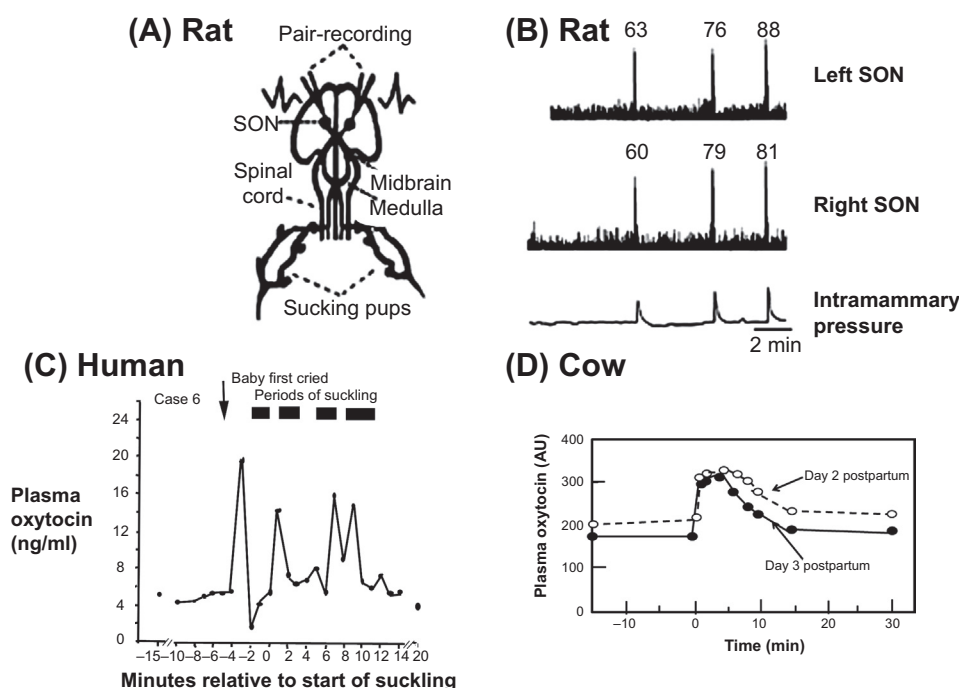 (A) Rat
Pair-recording
SON
Spinal
cord
Midbrain
Medulla
Sucking pups
(B) Rat
63 76 88
Left SON
60 79 81
Right SON
Intramammary
pressure
2 min
(C) Human
Baby first cried
Case 6
Periods of suckling
24
20
16
12
8
4
0
Plasma
oxytocin
(ng/ml)
–15 –10 –8 –6 –4 –2 0 2 4 6 8 10 12 14 20
Minutes relative to start of suckling
(D) Cow
400
300
200
100
0
Plasma oxytocin (AU)
Day 2 postpartum
Day 3 postpartum
–10 0 10 20 30
Time (min)